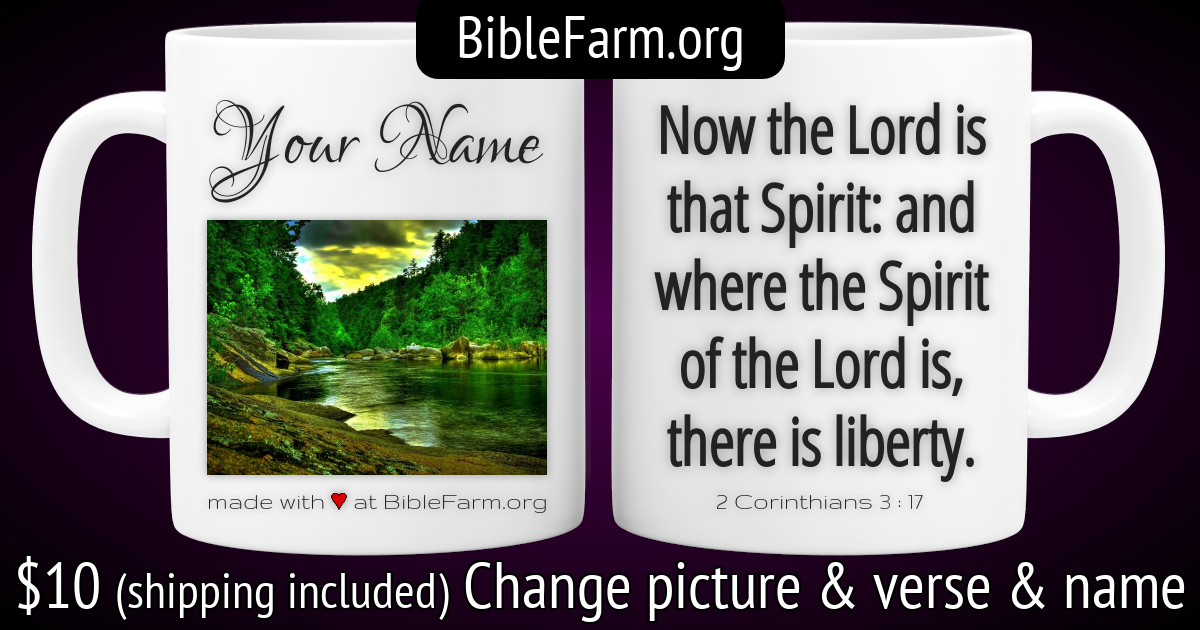 BibleFarm.org
Your Name
made with ♥ at BibleFarm.org
Now the Lord is
that Spirit: and
where the Spirit
of the Lord is,
there is liberty.
2 Corinthians 3 : 17
$10 (shipping included) Change picture & verse & name